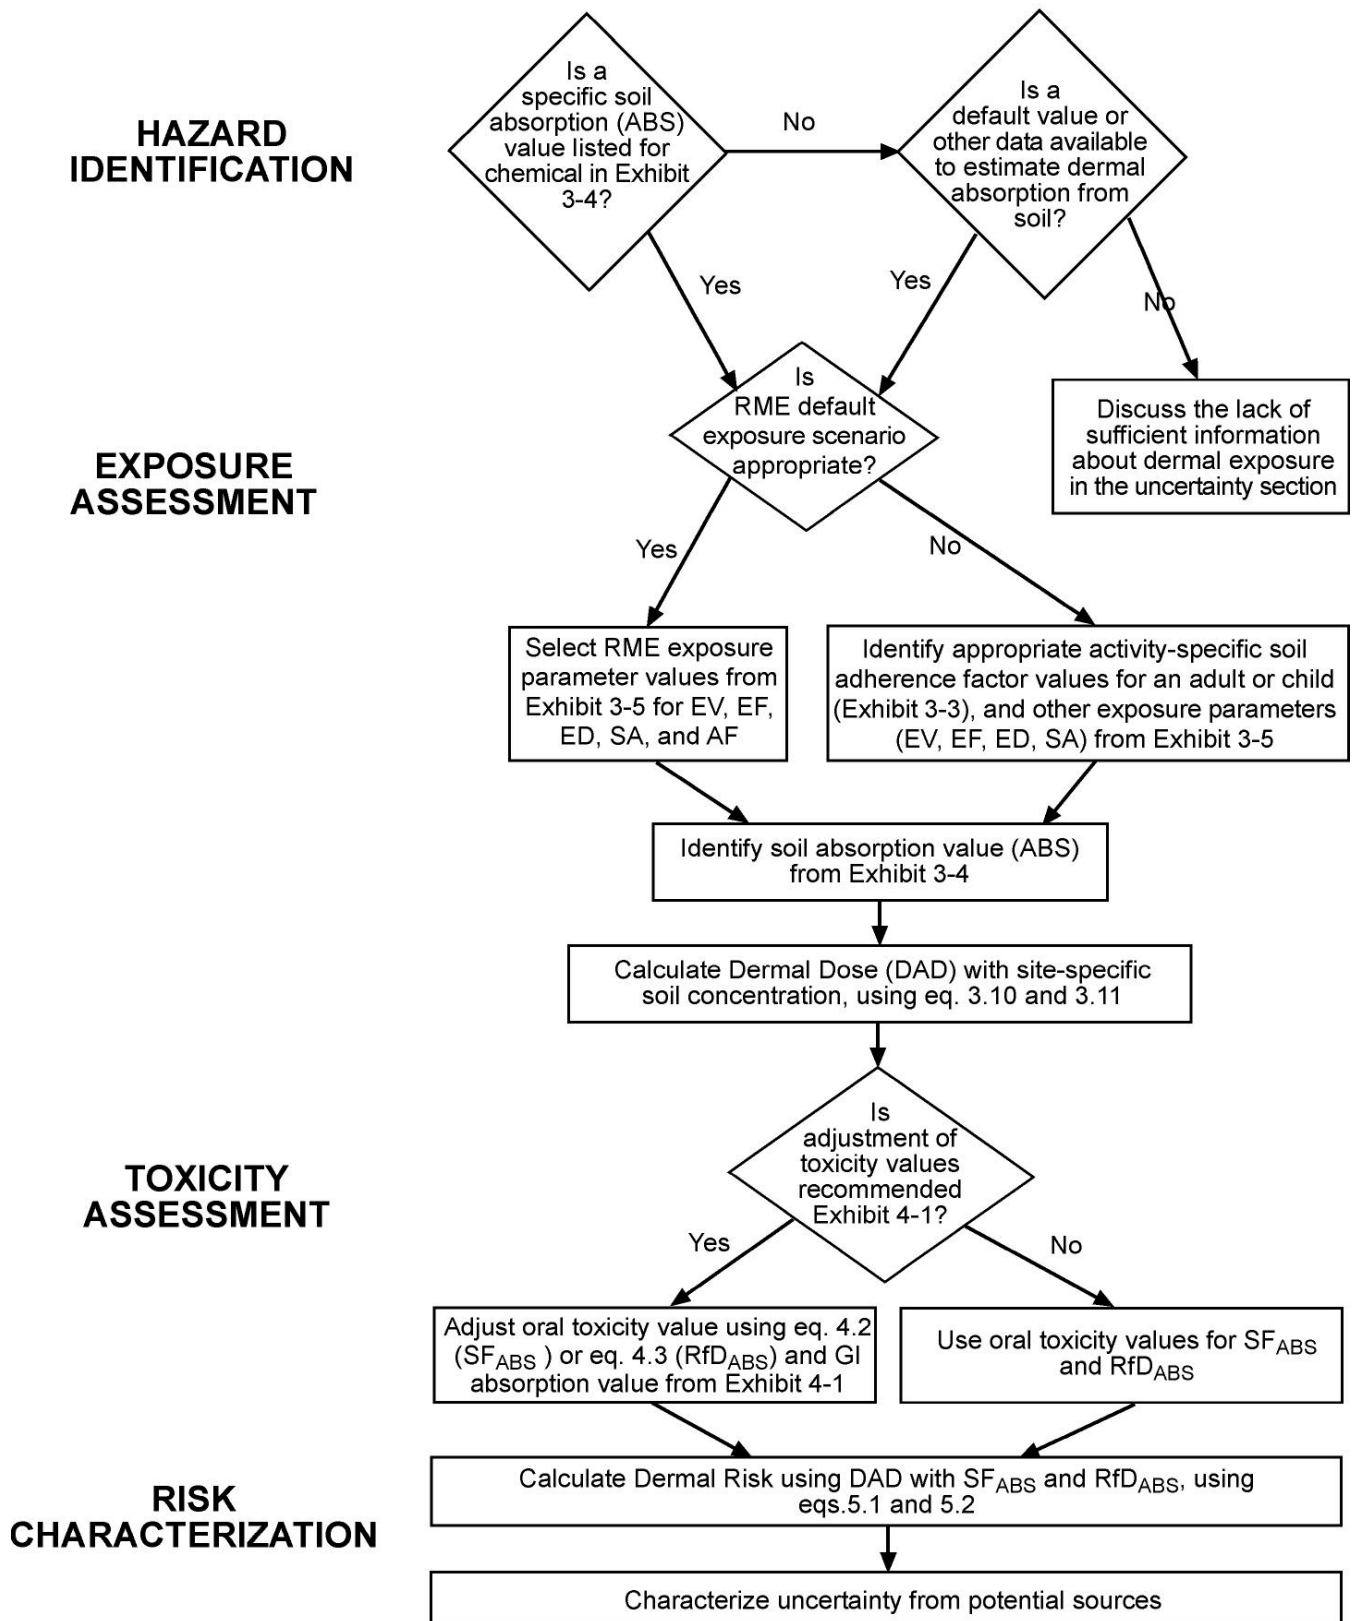 HAZARD
IDENTIFICATION
Is a
specific soil
absorption (ABS)
value listed for
chemical in Exhibit
3-4?
No
Is a
default value or
other data available
to estimate dermal
absorption from
soil?
Yes
Yes
No
EXPOSURE
ASSESSMENT
Is
RME default
exposure scenario
appropriate?
Discuss the lack of
sufficient information
about dermal exposure
in the uncertainty section
Yes
No
Select RME exposure
parameter values from
Exhibit 3-5 for EV, EF,
ED, SA, and AF
Identify appropriate activity-specific soil
adherence factor values for an adult or child
(Exhibit 3-3), and other exposure parameters
(EV, EF, ED, SA) from Exhibit 3-5
Identify soil absorption value (ABS)
from Exhibit 3-4
Calculate Dermal Dose (DAD) with site-specific
soil concentration, using eq. 3.10 and 3.11
TOXICITY
ASSESSMENT
Is
adjustment of
toxicity values
recommended
Exhibit 4-1?
Yes
No
Adjust oral toxicity value using eq. 4.2
(SFABS ) or eq. 4.3 (RfDABS) and GI
absorption value from Exhibit 4-1
Use oral toxicity values for SFABS
and RfDABS
RISK
CHARACTERIZATION
Calculate Dermal Risk using DAD with SFABS and RfDABS, using
eqs.5.1 and 5.2
Characterize uncertainty from potential sources